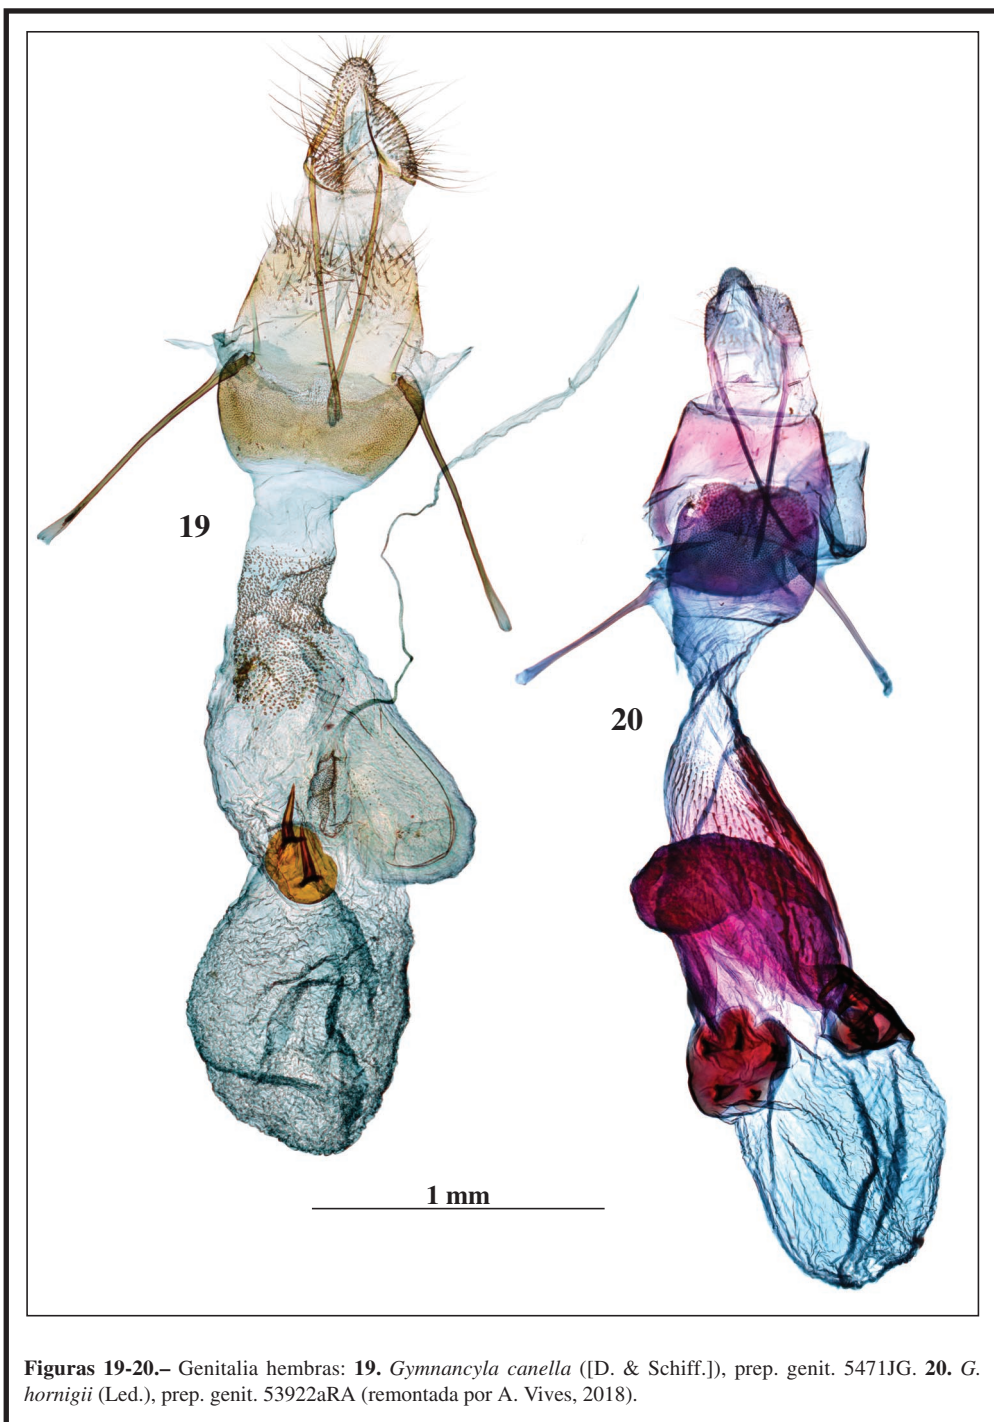 19
20
1 mm
Figuras 19-20.– Genitalia hembras: 19. Gymnancyla canella ([D. & Schiff.]), prep. genit. 5471JG. 20. G.
hornigii (Led.), prep. genit. 53922aRA (remontada por A. Vives, 2018).